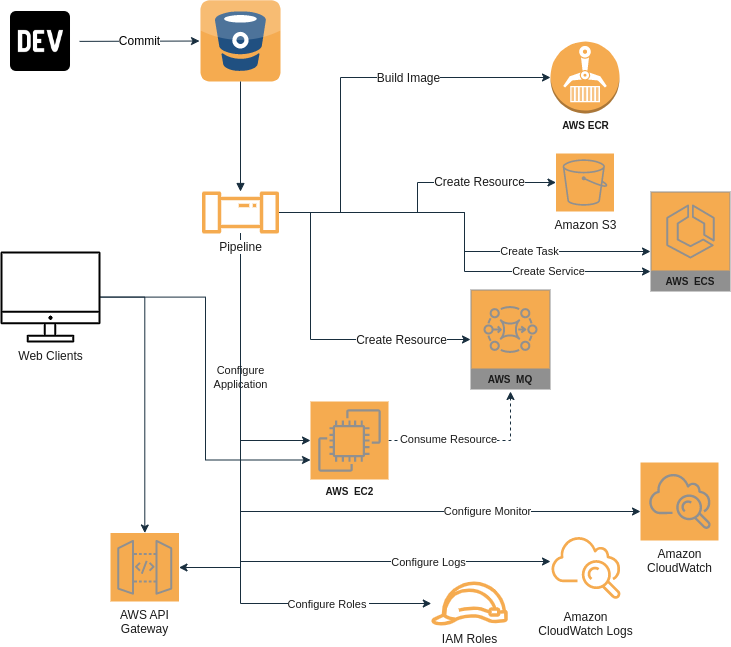 DEV
Commit
Build Image
AWS ECR
Create Resource
Amazon S3
Pipeline
Create Task
Create Service
AWS ECS
Web Clients
Create Resource
AWS MQ
Configure
Application
Consume Resource
AWS EC2
Configure Monitor
Amazon
CloudWatch
Configure Logs
Amazon
CloudWatch Logs
AWS API
Gateway
Configure Roles
IAM Roles